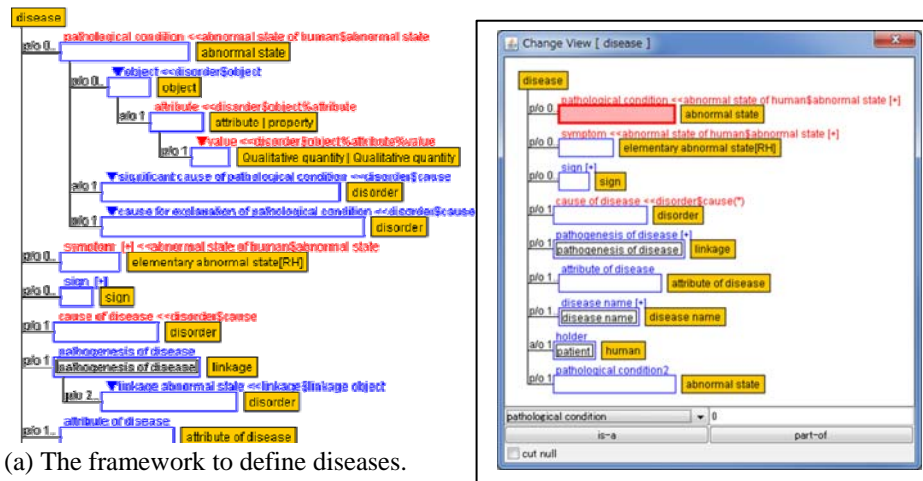 disease
pathological condition <<abnormal state of human$abnormal state
p/o 0..
abnormal state
▼object <<disorder$object
p/o 0..
object
attribute <<disorder$object%attribute
a/o 1
attribute | property
▼value <<disorder$object%attribute%value
p/o 1
Qualitative quantity | Qualitative quantity
▼significant cause of pathological condition <<disorder$cause
a/o 1
disorder
▼cause for explanation of pathological condition <<disorder$cause
a/o 1
disorder
symptom [+] <<abnormal state of human$abnormal state
p/o 0..
elementary abnormal state[RH]
sign [+]
p/o 0..
sign
cause of disease <<disorder$cause
p/o 1
disorder
pathogenesis of disease
p/o 1
pathogenesis of disease
linkage
▼linkage abnormal state <<linkage$linkage object
p/o 2..
disorder
attribute of disease
p/o 1..
attribute of disease
(a) The framework to define diseases.
Change View [ disease ]
disease
pathological condition <<abnormal state of human$abnormal state [+]
p/o 0..
abnormal state
symptom <<abnormal state of human$abnormal state [+]
p/o 0..
elementary abnormal state[RH]
sign [+]
p/o 0..
sign
cause of disease <<disorder$cause(*)
p/o 1
disorder
pathogenesis of disease [+]
p/o 1
pathogenesis of disease
linkage
attribute of disease
p/o 1..
attribute of disease
disease name [+]
p/o 1..
disease name
disease name
holder
a/o 1
patient
human
pathological condition2
p/o 1
abnormal state
pathological condition
0
is-a
part-of
cut null